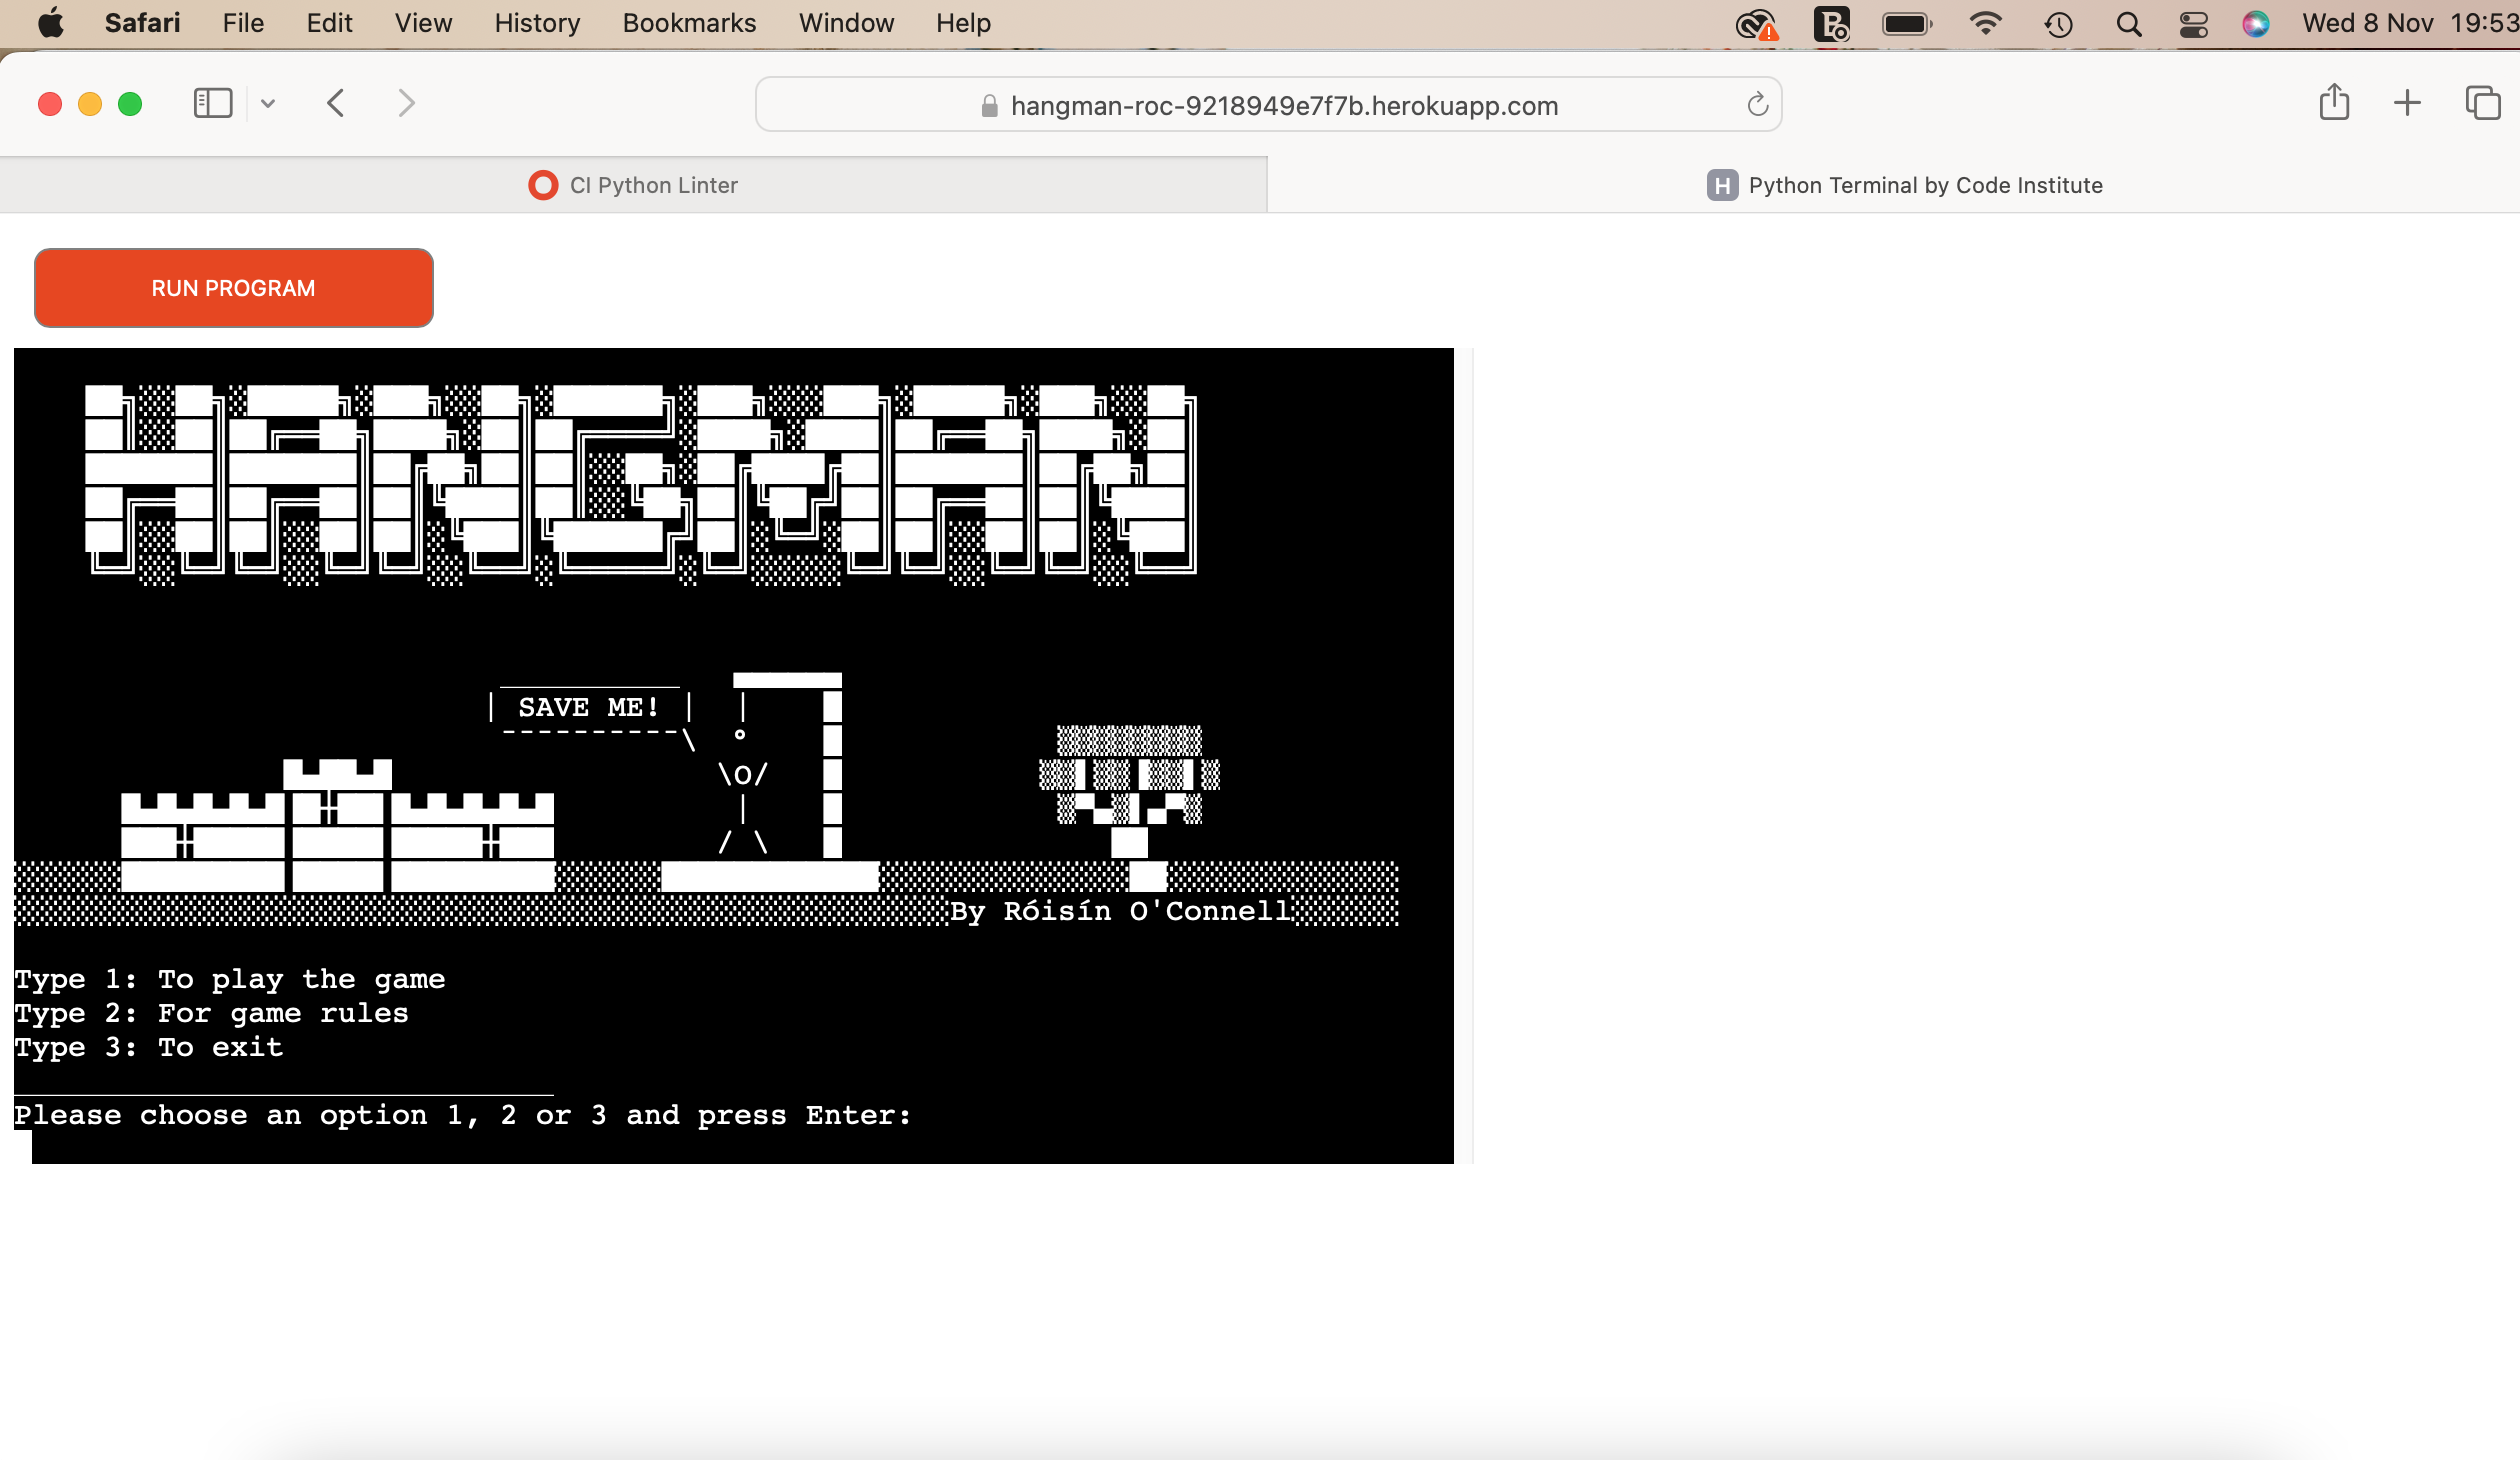 Safari File Edit View History Bookmarks Window Help Wed 8 Nov 19:53
hangman-roc-9218949e7f7b.herokuapp.com
CI Python Linter
H Python Terminal by Code Institute
RUN PROGRAM
HANGMAN
SAVE ME!
By Róisín O'Connell
Type 1: To play the game
Type 2: For game rules
Type 3: To exit
Please choose an option 1, 2 or 3 and press Enter: